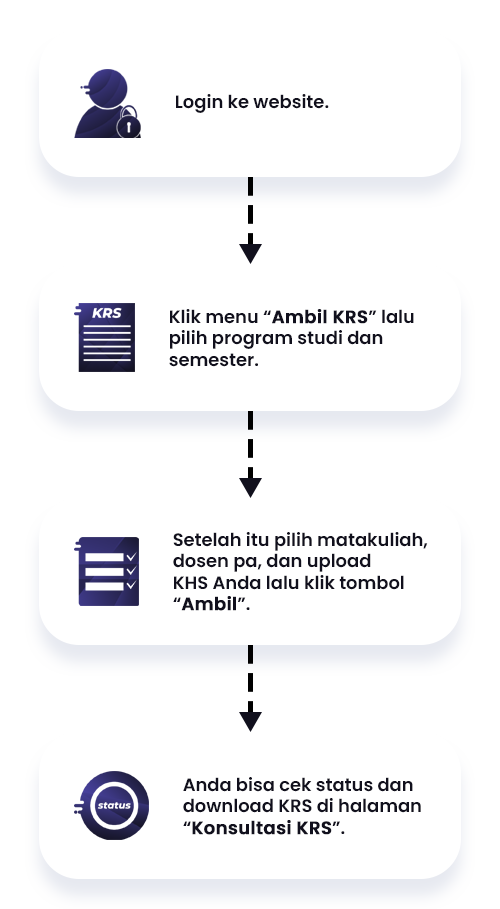 Login ke website.
KRS
Klik menu “Ambil KRS” lalu
pilih program studi dan
semester.
Setelah itu pilih matakuliah,
dosen pa, dan upload
KHS Anda lalu klik tombol
“Ambil”.
status
Anda bisa cek status dan
download KRS di halaman
“Konsultasi KRS”.